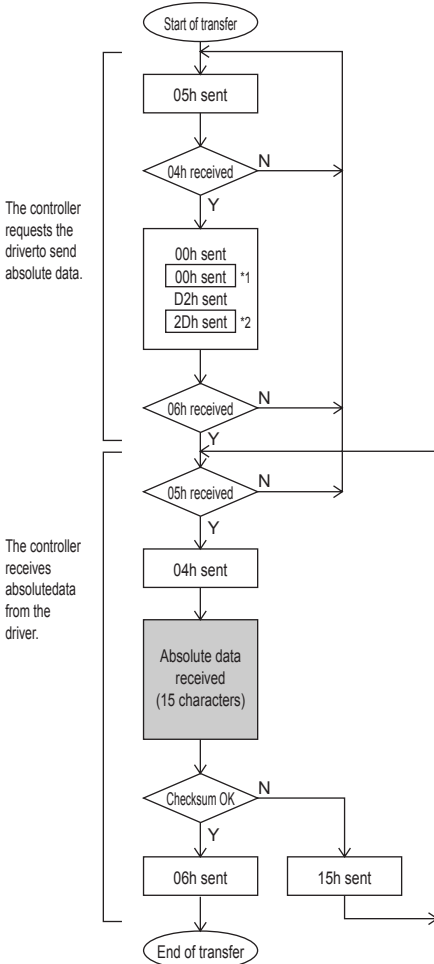 Start of transfer
05h sent
04h received
N
Y
The controller
requests the
driverto send
absolute data.
00h sent
00h sent *1
D2h sent
2Dh sent *2
06h received
N
Y
05h received
N
Y
The controller
receives
absolutedata
from the
driver.
04h sent
Absolute data
received
(15 characters)
Checksum OK
N
Y
06h sent
15h sent
End of transfer